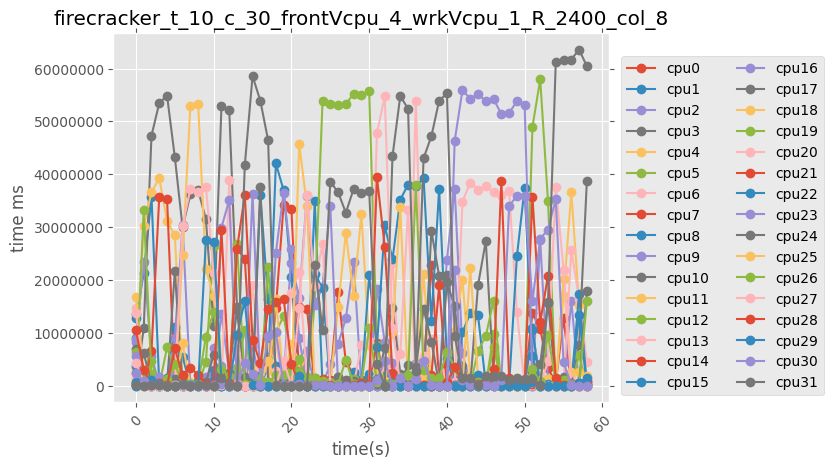 firecracker_t_10_c_30_frontVcpu_4_wrkVcpu_1_R_2400_col_8
time ms
60000000
50000000
40000000
30000000
20000000
10000000
0
0
10
20
30
40
50
60
time(s)
cpu0
cpu1
cpu2
cpu3
cpu4
cpu5
cpu6
cpu7
cpu8
cpu9
cpu10
cpu11
cpu12
cpu13
cpu14
cpu15
cpu16
cpu17
cpu18
cpu19
cpu20
cpu21
cpu22
cpu23
cpu24
cpu25
cpu26
cpu27
cpu28
cpu29
cpu30
cpu31